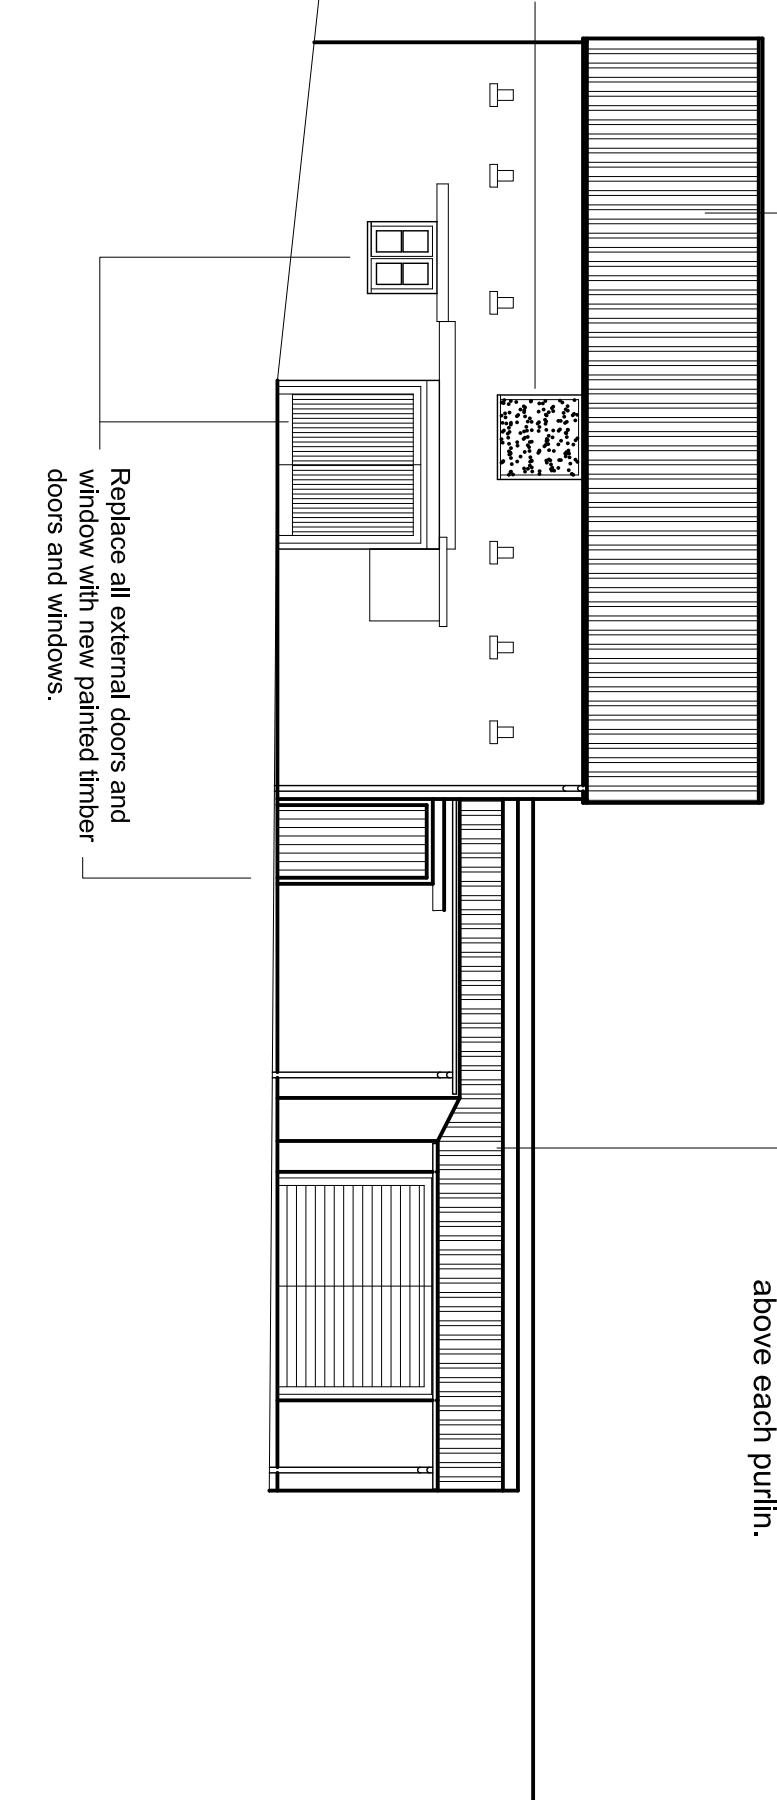 above each purlin.
Replace all external doors and
window with new painted timber
doors and windows.